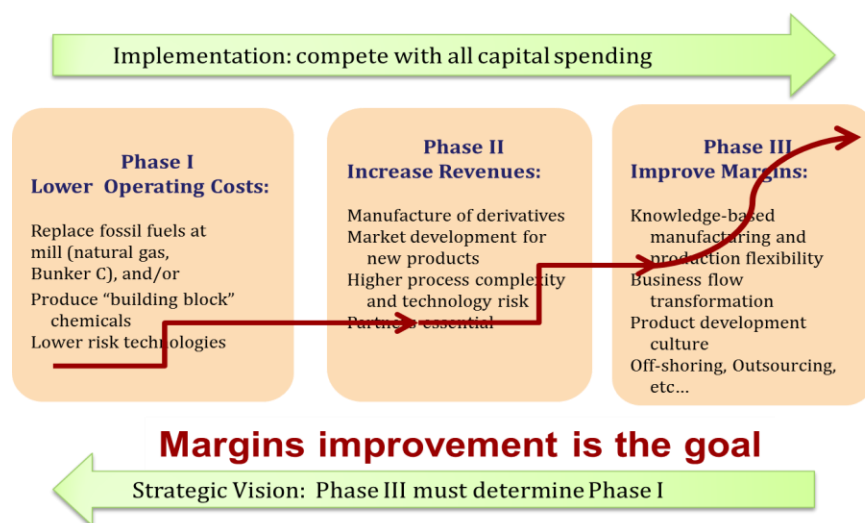 Implementation: compete with all capital spending
Phase I
Lower Operating Costs:
Replace fossil fuels at
mill (natural gas,
Bunker C), and/or
Produce “building block”
chemicals
Lower risk technologies
Phase II
Increase Revenues:
Manufacture of derivatives
Market development for
new products
Higher process complexity
and technology risk
Partners essential
Phase III
Improve Margins:
Knowledge-based
manufacturing and
production flexibility
Business flow
transformation
Product development
culture
Off-shoring, Outsourcing,
etc…
Margins improvement is the goal
Strategic Vision: Phase III must determine Phase I